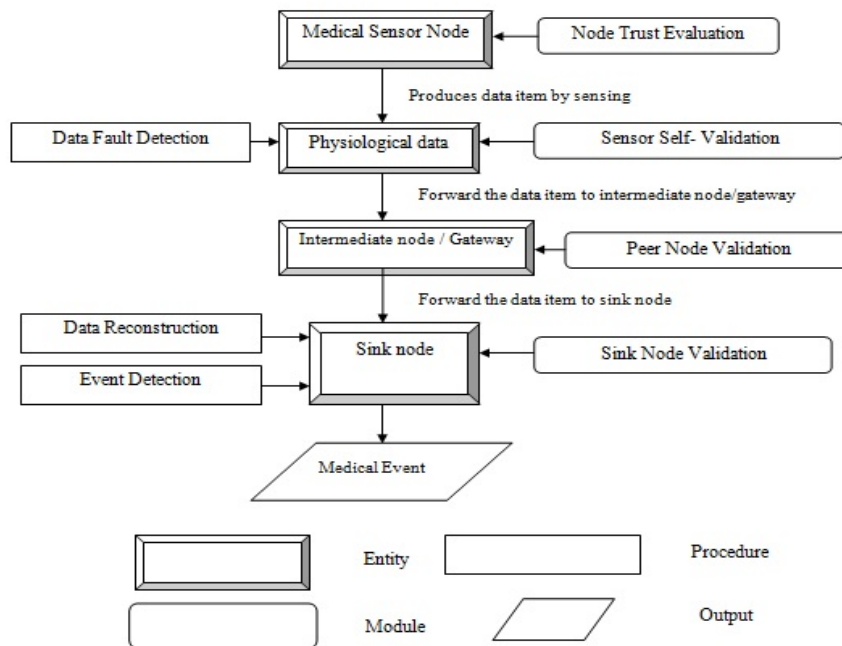 Medical Sensor Node
Node Trust Evaluation
Produces data item by sensing
Data Fault Detection
Physiological data
Sensor Self- Validation
Forward the data item to intermediate node/gateway
Intermediate node / Gateway
Peer Node Validation
Forward the data item to sink node
Data Reconstruction
Sink node
Sink Node Validation
Event Detection
Medical Event
Entity
Procedure
Module
Output